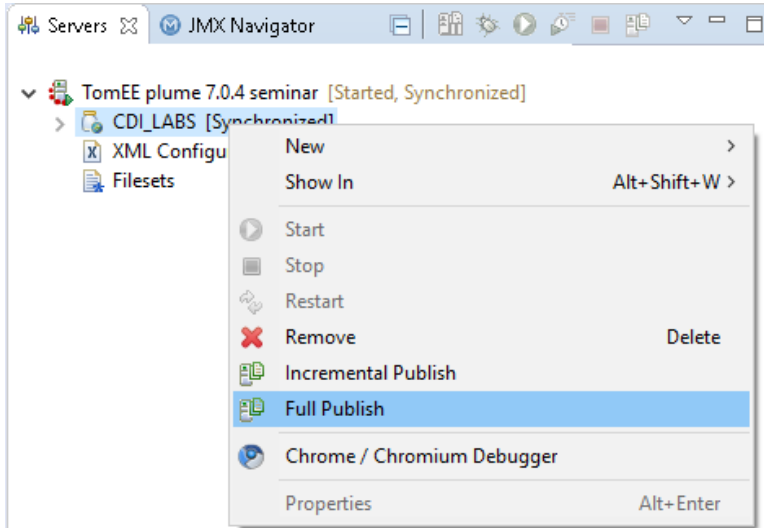 Servers JMX Navigator
TomEE plume 7.0.4 seminar [Started, Synchronized]
CDI_LABS [Synchronized]
XML Configu
Filesets
New
Show In Alt+Shift+W >
Start
Stop
Restart
Remove Delete
Incremental Publish
Full Publish
Chrome / Chromium Debugger
Properties Alt+Enter